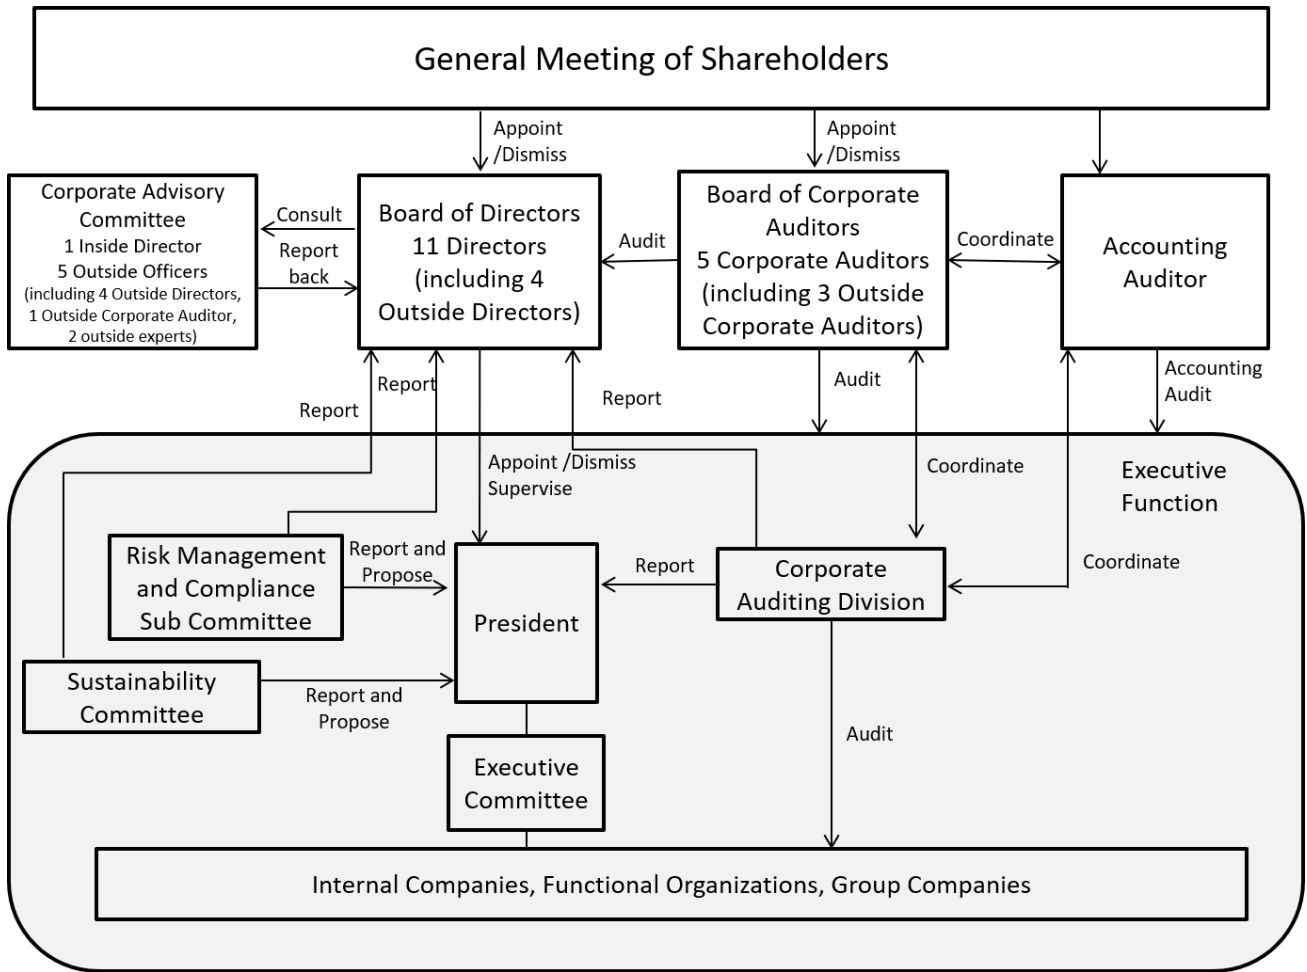 General Meeting of Shareholders
Appoint
/Dismiss
Appoint
/Dismiss
Corporate Advisory
Committee
1 Inside Director
5 Outside Officers
(including 4 Outside Directors,
1 Outside Corporate Auditor,
2 outside experts)
Consult
Report
back
Board of Directors
11 Directors
(including 4
Outside Directors)
Audit
Board of Corporate
Auditors
5 Corporate Auditors
(including 3 Outside
Corporate Auditors)
Coordinate
Accounting
Auditor
Report
Report
Report
Audit
Accounting
Audit
Appoint /Dismiss
Supervise
Coordinate
Executive
Function
Risk Management
and Compliance
Sub Committee
Report and
Propose
President
Report
Corporate
Auditing Division
Coordinate
Sustainability
Committee
Report and
Propose
Audit
Executive
Committee
Internal Companies, Functional Organizations, Group Companies